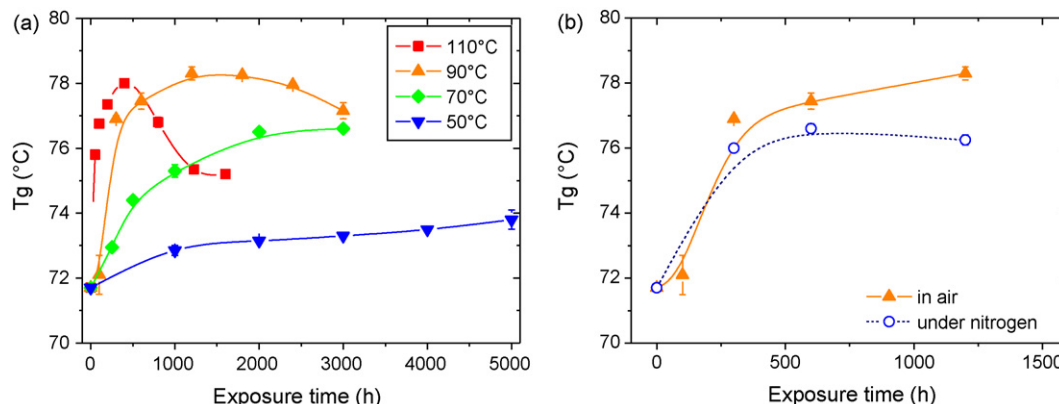 (a)
80
78
76
74
72
70
Tg (°C)
0 1000 2000 3000 4000 5000
Exposure time (h)
110°C
90°C
70°C
50°C
(b)
80
78
76
74
72
70
Tg (°C)
0 500 1000 1500
Exposure time (h)
in air
under nitrogen